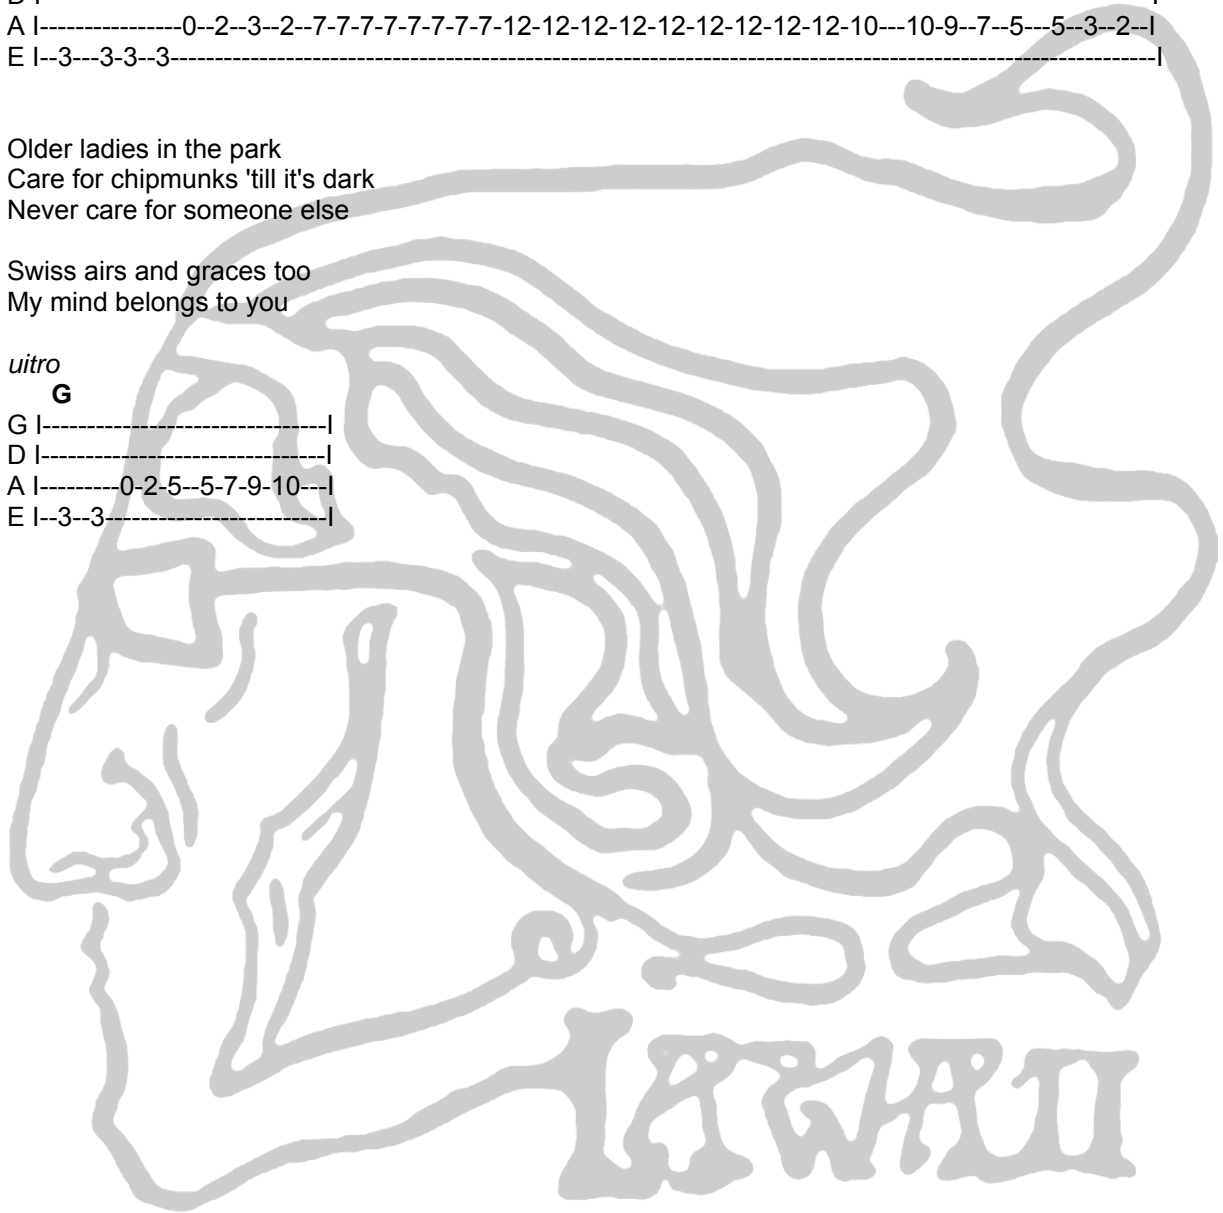 A I----------------0--2--3--2--7-7-7-7-7-7-7-7-12-12-12-12-12-12-12-12-12-10---10-9--7--5---5--3--2--I
E I--3---3-3--3---------------------------------------------------------------------------------------------------------------I
Older ladies in the park
Care for chipmunks 'till it's dark
Never care for someone else
Swiss airs and graces too
My mind belongs to you
uitro
G
G I--------------------------------I
D I--------------------------------I
A I---------0-2-5--5-7-9-10---I
E I--3--3-------------------------I